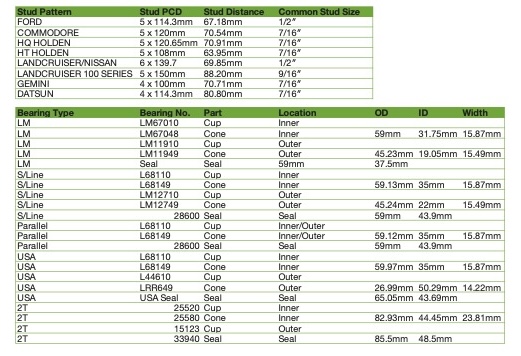 Stud Pattern Stud PCD Stud Distance Common Stud Size
FORD 5 x 114.3mm 67.18mm 1/2"
COMMODORE 5 x 120mm 70.54mm 7/16"
HQ HOLDEN 5 x 120.65mm 70.91mm 7/16"
HT HOLDEN 5 x 108mm 63.95mm 7/16"
LANDCRUISER/NISSAN 6 x 139.7 69.85mm 1/2"
LANDCRUISER 100 SERIES 5 x 150mm 88.20mm 9/16"
GEMINI 4 x 100mm 70.71mm 7/16"
DATSUN 4 x 114.3mm 80.80mm 7/16"
Bearing Type Bearing No. Part Location OD ID Width
LM LM67010 Cup Inner
LM LM67048 Cone Inner 59mm 31.75mm 15.87mm
LM LM11910 Cup Outer
LM LM11949 Cone Outer 45.23mm 19.05mm 15.49mm
LM Seal Seal 59mm 37.5mm
S/Line L68110 Cup Inner
S/Line L68149 Cone Inner 59.13mm 35mm 15.87mm
S/Line LM12710 Cup Outer
S/Line LM12749 Cone Outer 45.24mm 22mm 15.49mm
S/Line 28600 Seal Seal 59mm 43.9mm
Parallel L68110 Cup Inner/Outer
Parallel L68149 Cone Inner/Outer 59.12mm 35mm 15.87mm
Parallel 28600 Seal Seal 59mm 43.9mm
USA L68110 Cup Inner
USA L68149 Cone Inner 59.97mm 35mm 15.87mm
USA L44610 Cup Outer
USA LRR649 Cone Outer 26.99mm 50.29mm 14.22mm
USA USA Seal Seal Seal 65.05mm 43.69mm
2T 25520 Cup Inner
2T 25580 Cone Inner 82.93mm 44.45mm 23.81mm
2T 15123 Cup Outer
2T 33940 Seal Seal 85.5mm 48.5mm